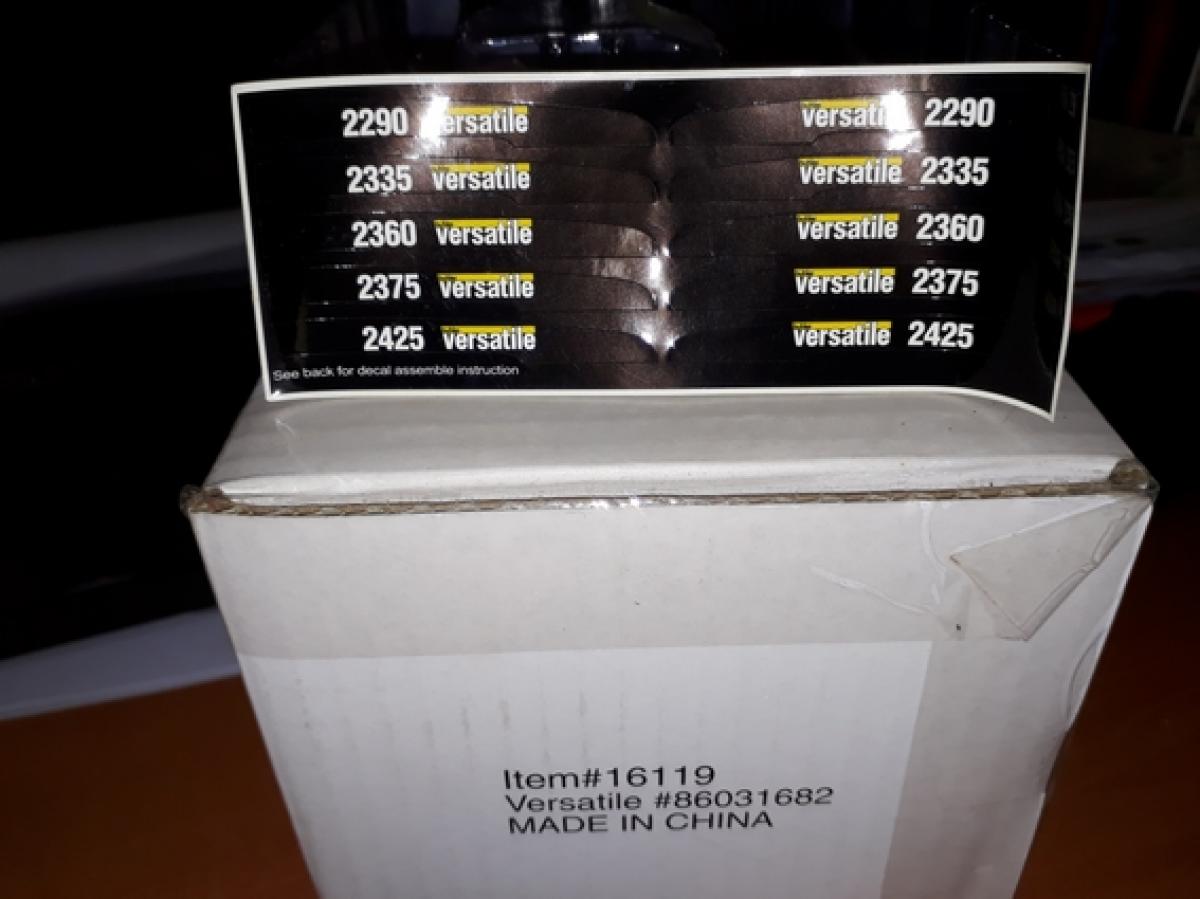 2290 versatile versatile 2290
2335 versatile versatile 2335
2360 versatile versatile 2360
2375 versatile versatile 2375
2425 versatile versatile 2425
See back for decal assemble instruction
Item#16119
Versatile #86031682
MADE IN CHINA